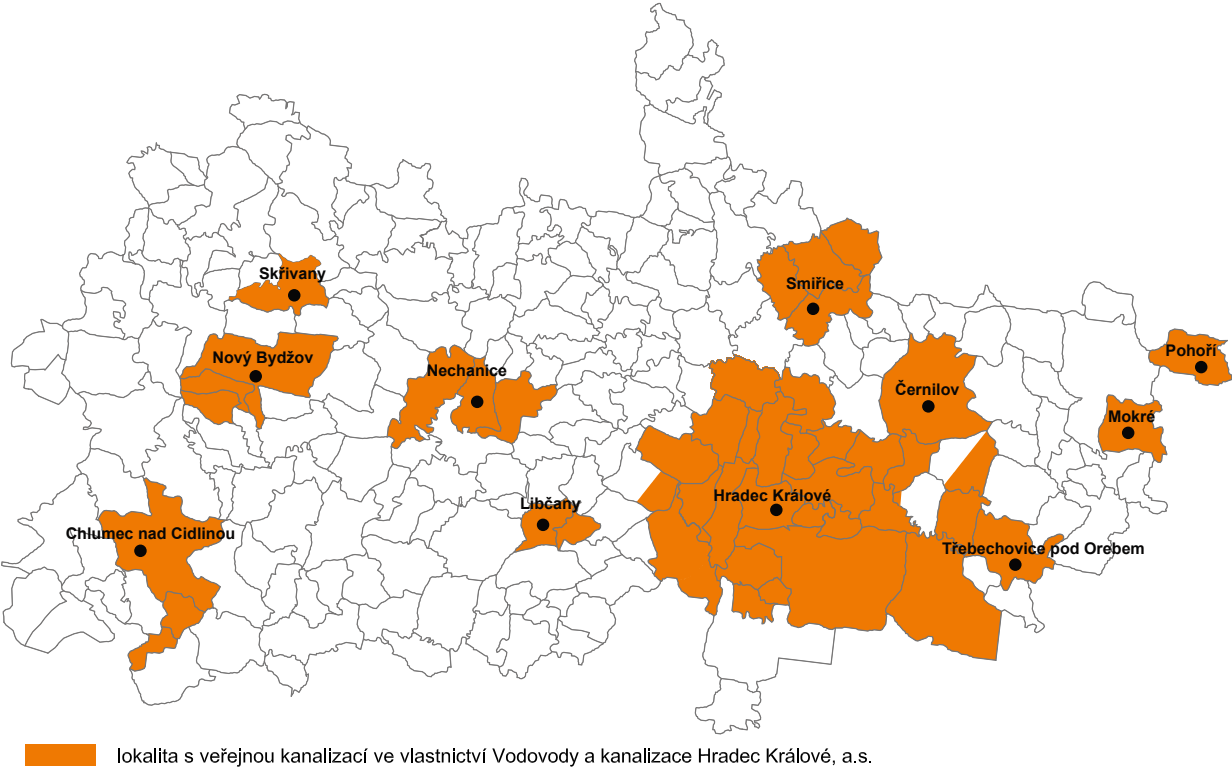 Skřivany
Smiřice
Nový Bydžov
Nechanice
Pohoří
Černilov
Mokré
Hradec Králové
Libčany
Chlumec nad Cidlinou
Třebechovice pod Orebem
lokalita s veřejnou kanalizací ve vlastnictví Vodovody a kanalizace Hradec Králové, a.s.